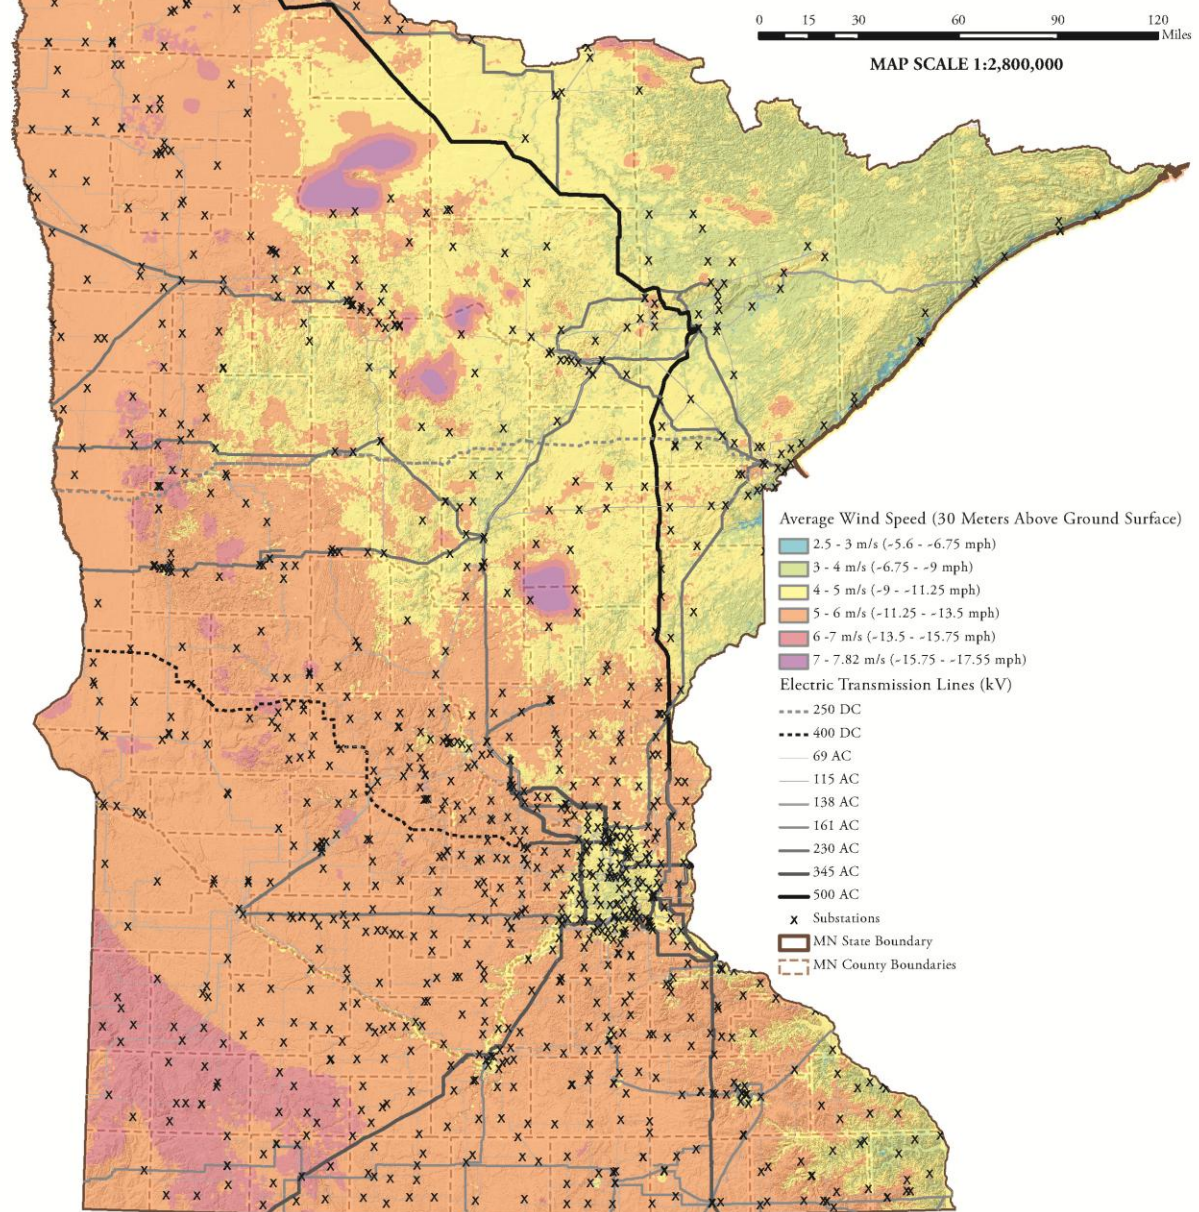 0 15 30 60 90 120
Miles
MAP SCALE 1:2,800,000
Average Wind Speed (30 Meters Above Ground Surface)
2.5 - 3 m/s (~5.6 - ~6.75 mph)
3 - 4 m/s (~6.75 - ~9 mph)
4 - 5 m/s (~9 - ~11.25 mph)
5 - 6 m/s (~11.25 - ~13.5 mph)
6 -7 m/s (~13.5 - ~15.75 mph)
7 - 7.82 m/s (~15.75 - ~17.55 mph)
Electric Transmission Lines (kV)
250 DC
400 DC
69 AC
115 AC
138 AC
161 AC
230 AC
345 AC
500 AC
x Substations
MN State Boundary
MN County Boundaries